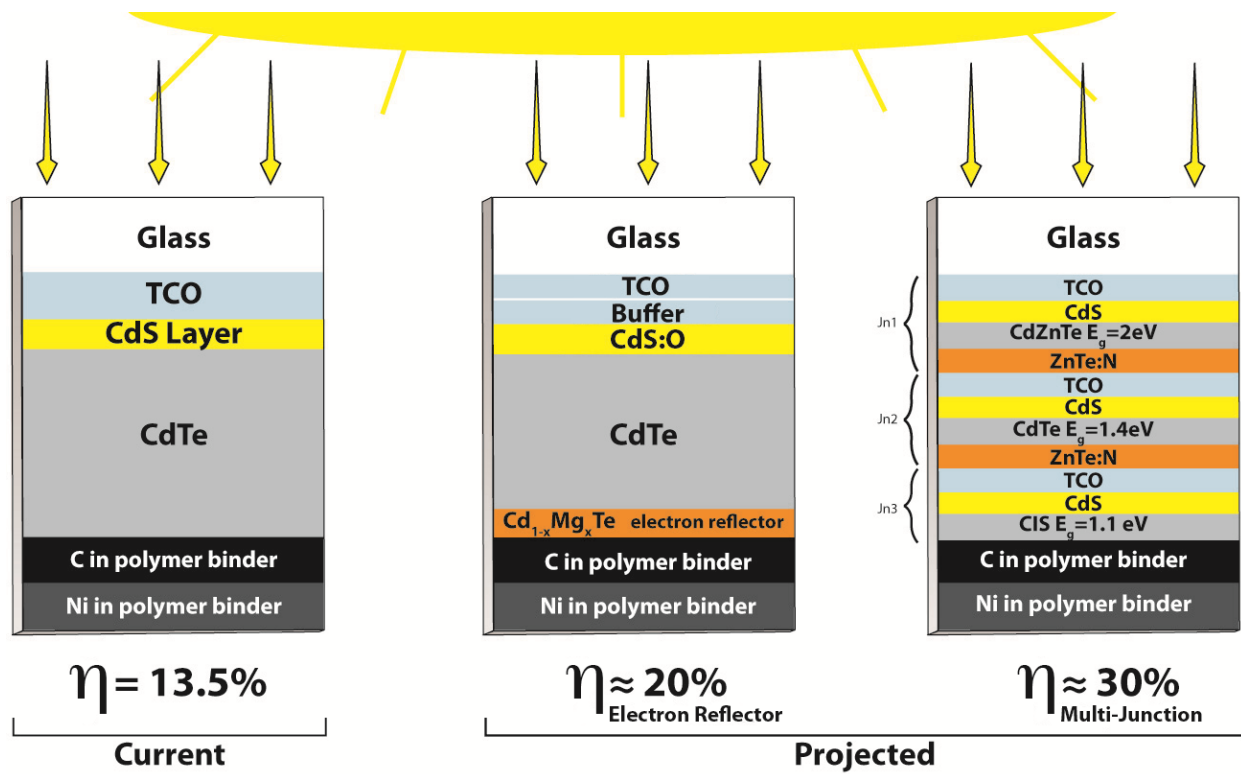 Glass
TCO
CdS Layer
CdTe
C in polymer binder
Ni in polymer binder
η = 13.5%
Current
Glass
TCO
Buffer
CdS:O
CdTe
Cd₁₋ₓMgₓTe electron reflector
C in polymer binder
Ni in polymer binder
η ≈ 20%
Electron Reflector
Glass
Jn1
TCO
CdS
CdZnTe E_g=2eV
ZnTe:N
Jn2
TCO
CdS
CdTe E_g=1.4eV
ZnTe:N
Jn3
TCO
CdS
CIS E_g=1.1 eV
C in polymer binder
Ni in polymer binder
η ≈ 30%
Multi-Junction
Projected